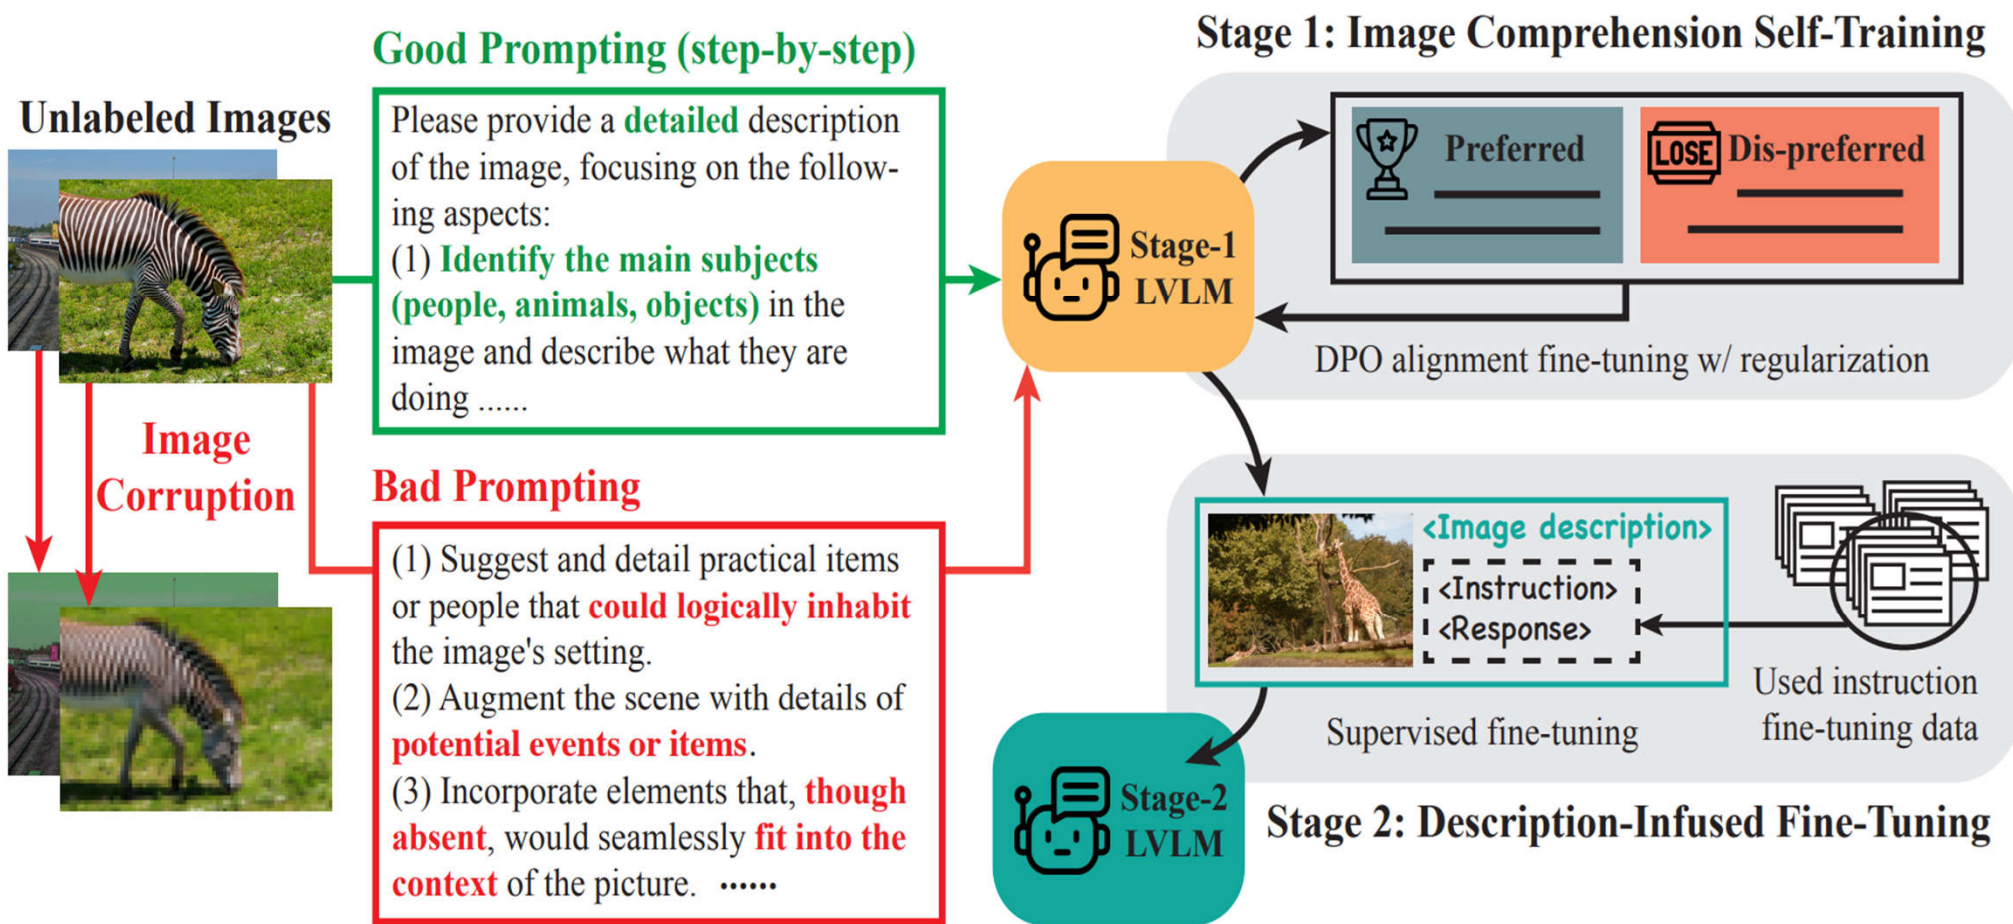 Unlabeled Images
Good Prompting (step-by-step)
Please provide a detailed description
of the image, focusing on the follow-
ing aspects:
(1) Identify the main subjects
(people, animals, objects) in the
image and describe what they are
doing ......
Image
Corruption
Bad Prompting
(1) Suggest and detail practical items
or people that could logically inhabit
the image's setting.
(2) Augment the scene with details of
potential events or items.
(3) Incorporate elements that, though
absent, would seamlessly fit into the
context of the picture. ......
Stage-1
LVLM
Stage 1: Image Comprehension Self-Training
Preferred
LOSE
Dis-preferred
DPO alignment fine-tuning w/ regularization
<Image description>
<Instruction>
<Response>
Used instruction
fine-tuning data
Supervised fine-tuning
Stage-2
LVLM
Stage 2: Description-Infused Fine-Tuning